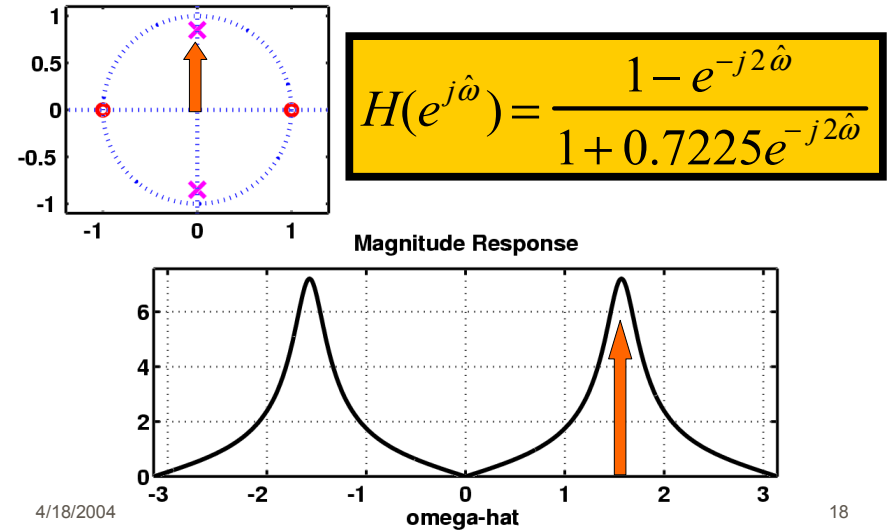 1
0.5
0
-0.5
-1
-1 0 1
H(e^{jω̂}) = \frac{1 − e^{−j2ω̂}}{1 + 0.7225e^{−j2ω̂}}
Magnitude Response
6
4
2
0
-3 -2 -1 0 1 2 3
omega-hat
4/18/2004
18